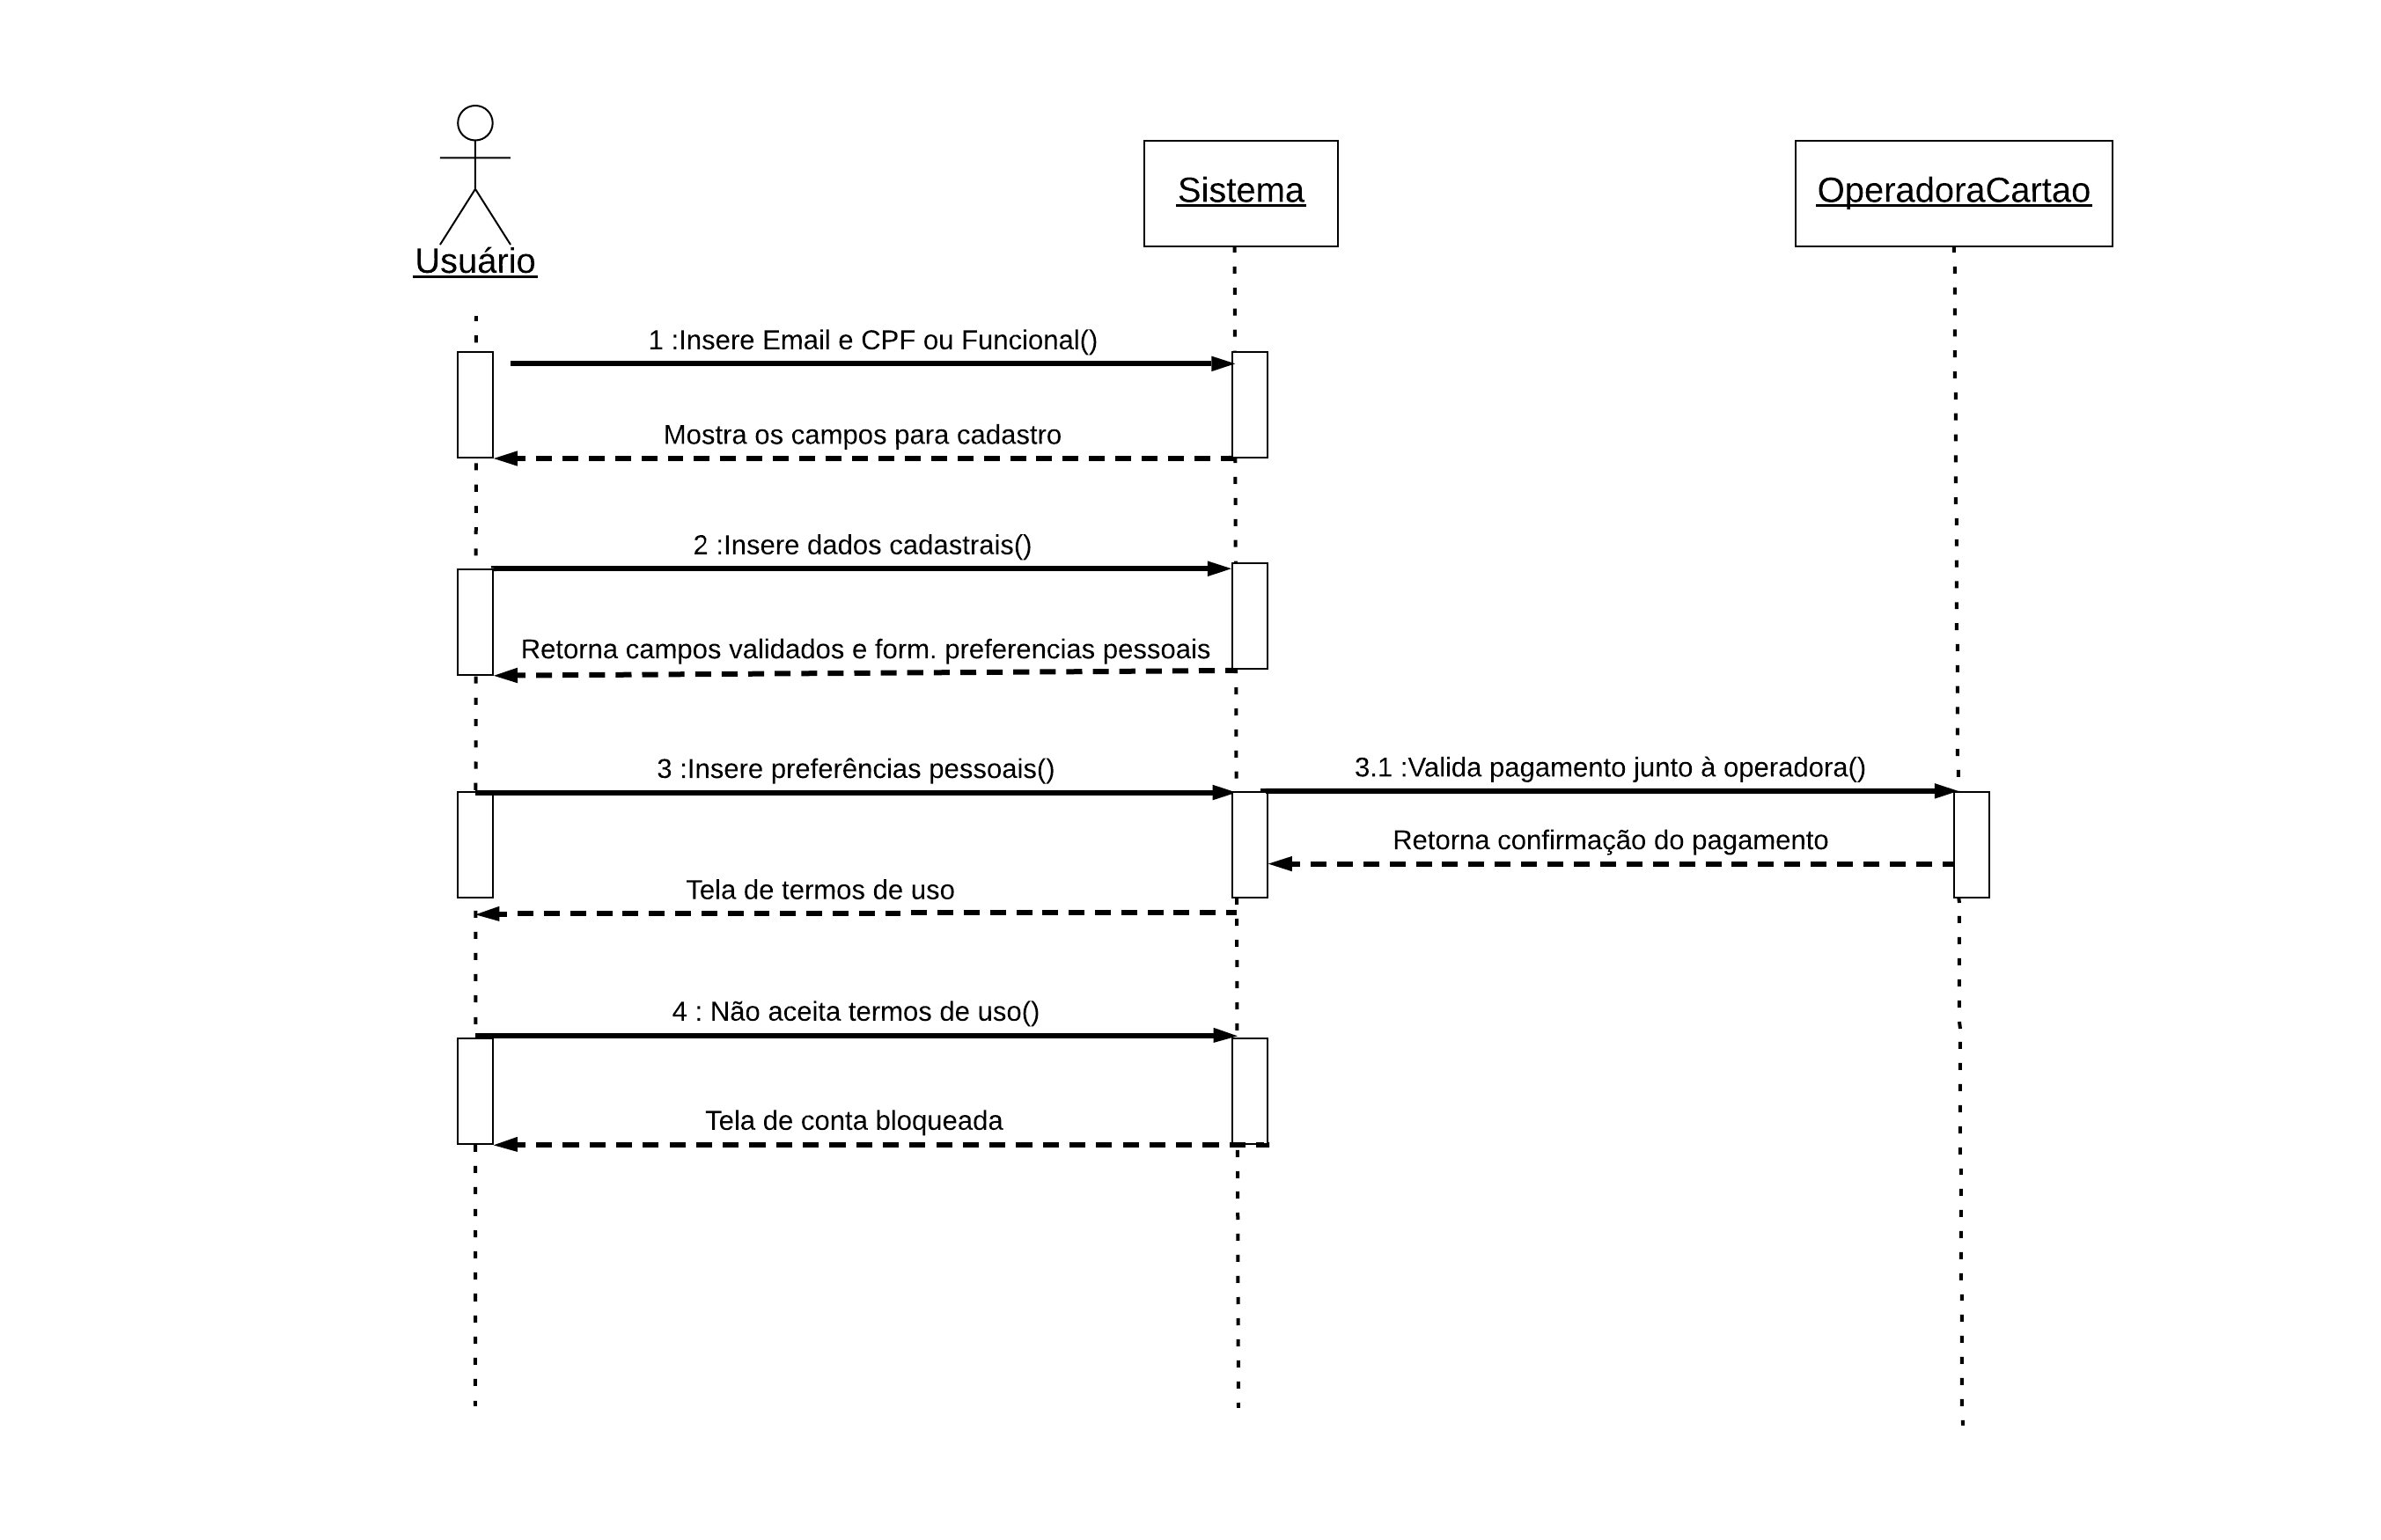 Usuário
Sistema
OperadoraCartao
1 :Insere Email e CPF ou Funcional()
Mostra os campos para cadastro
2 :Insere dados cadastrais()
Retorna campos validados e form. preferencias pessoais
3 :Insere preferências pessoais()
3.1 :Valida pagamento junto à operadora()
Retorna confirmação do pagamento
Tela de termos de uso
4 : Não aceita termos de uso()
Tela de conta bloqueada